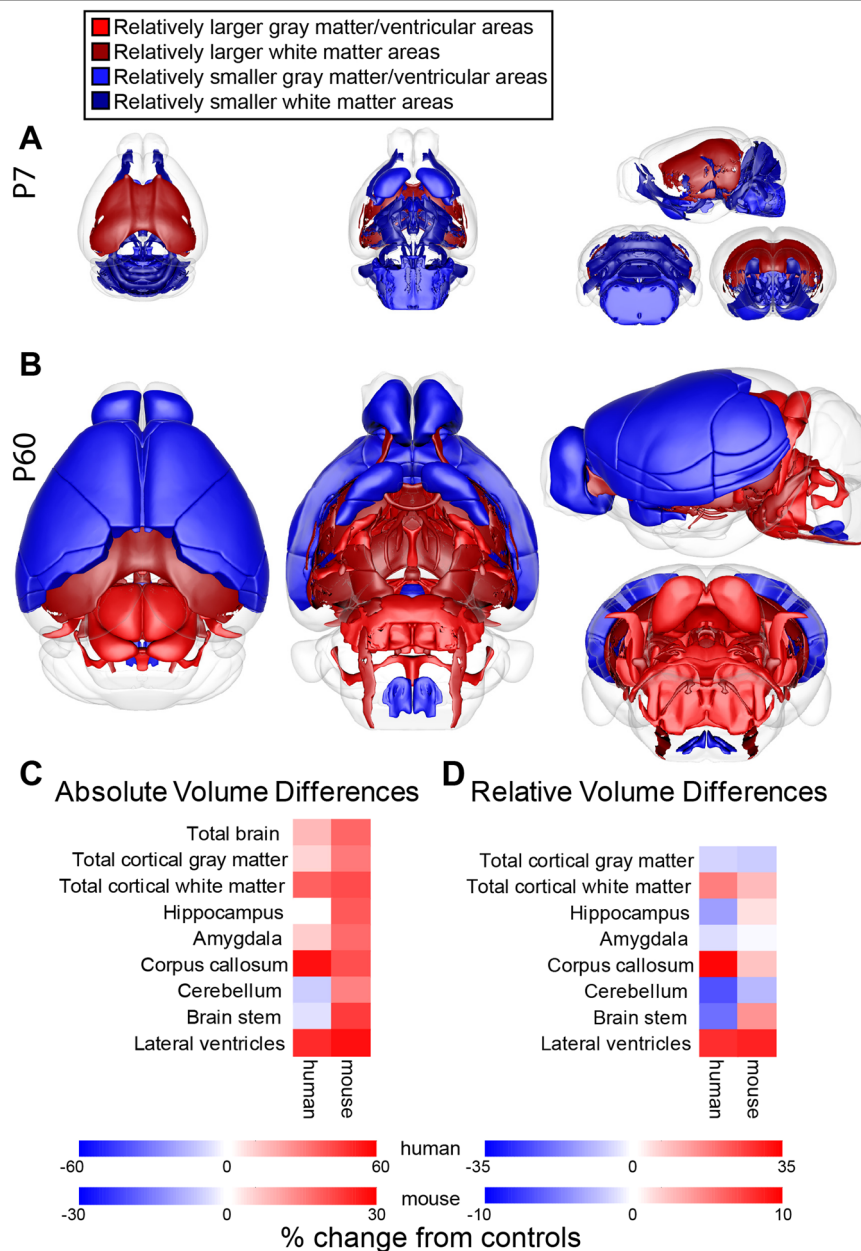 Relatively larger gray matter/ventricular areas
Relatively larger white matter areas
Relatively smaller gray matter/ventricular areas
Relatively smaller white matter areas
A
P7
B
P60
C
Absolute Volume Differences
Total brain
Total cortical gray matter
Total cortical white matter
Hippocampus
Amygdala
Corpus callosum
Cerebellum
Brain stem
Lateral ventricles
human
mouse
D
Relative Volume Differences
Total cortical gray matter
Total cortical white matter
Hippocampus
Amygdala
Corpus callosum
Cerebellum
Brain stem
Lateral ventricles
human
mouse
human
-60 0 60
-35 0 35
mouse
-30 0 30
-10 0 10
% change from controls